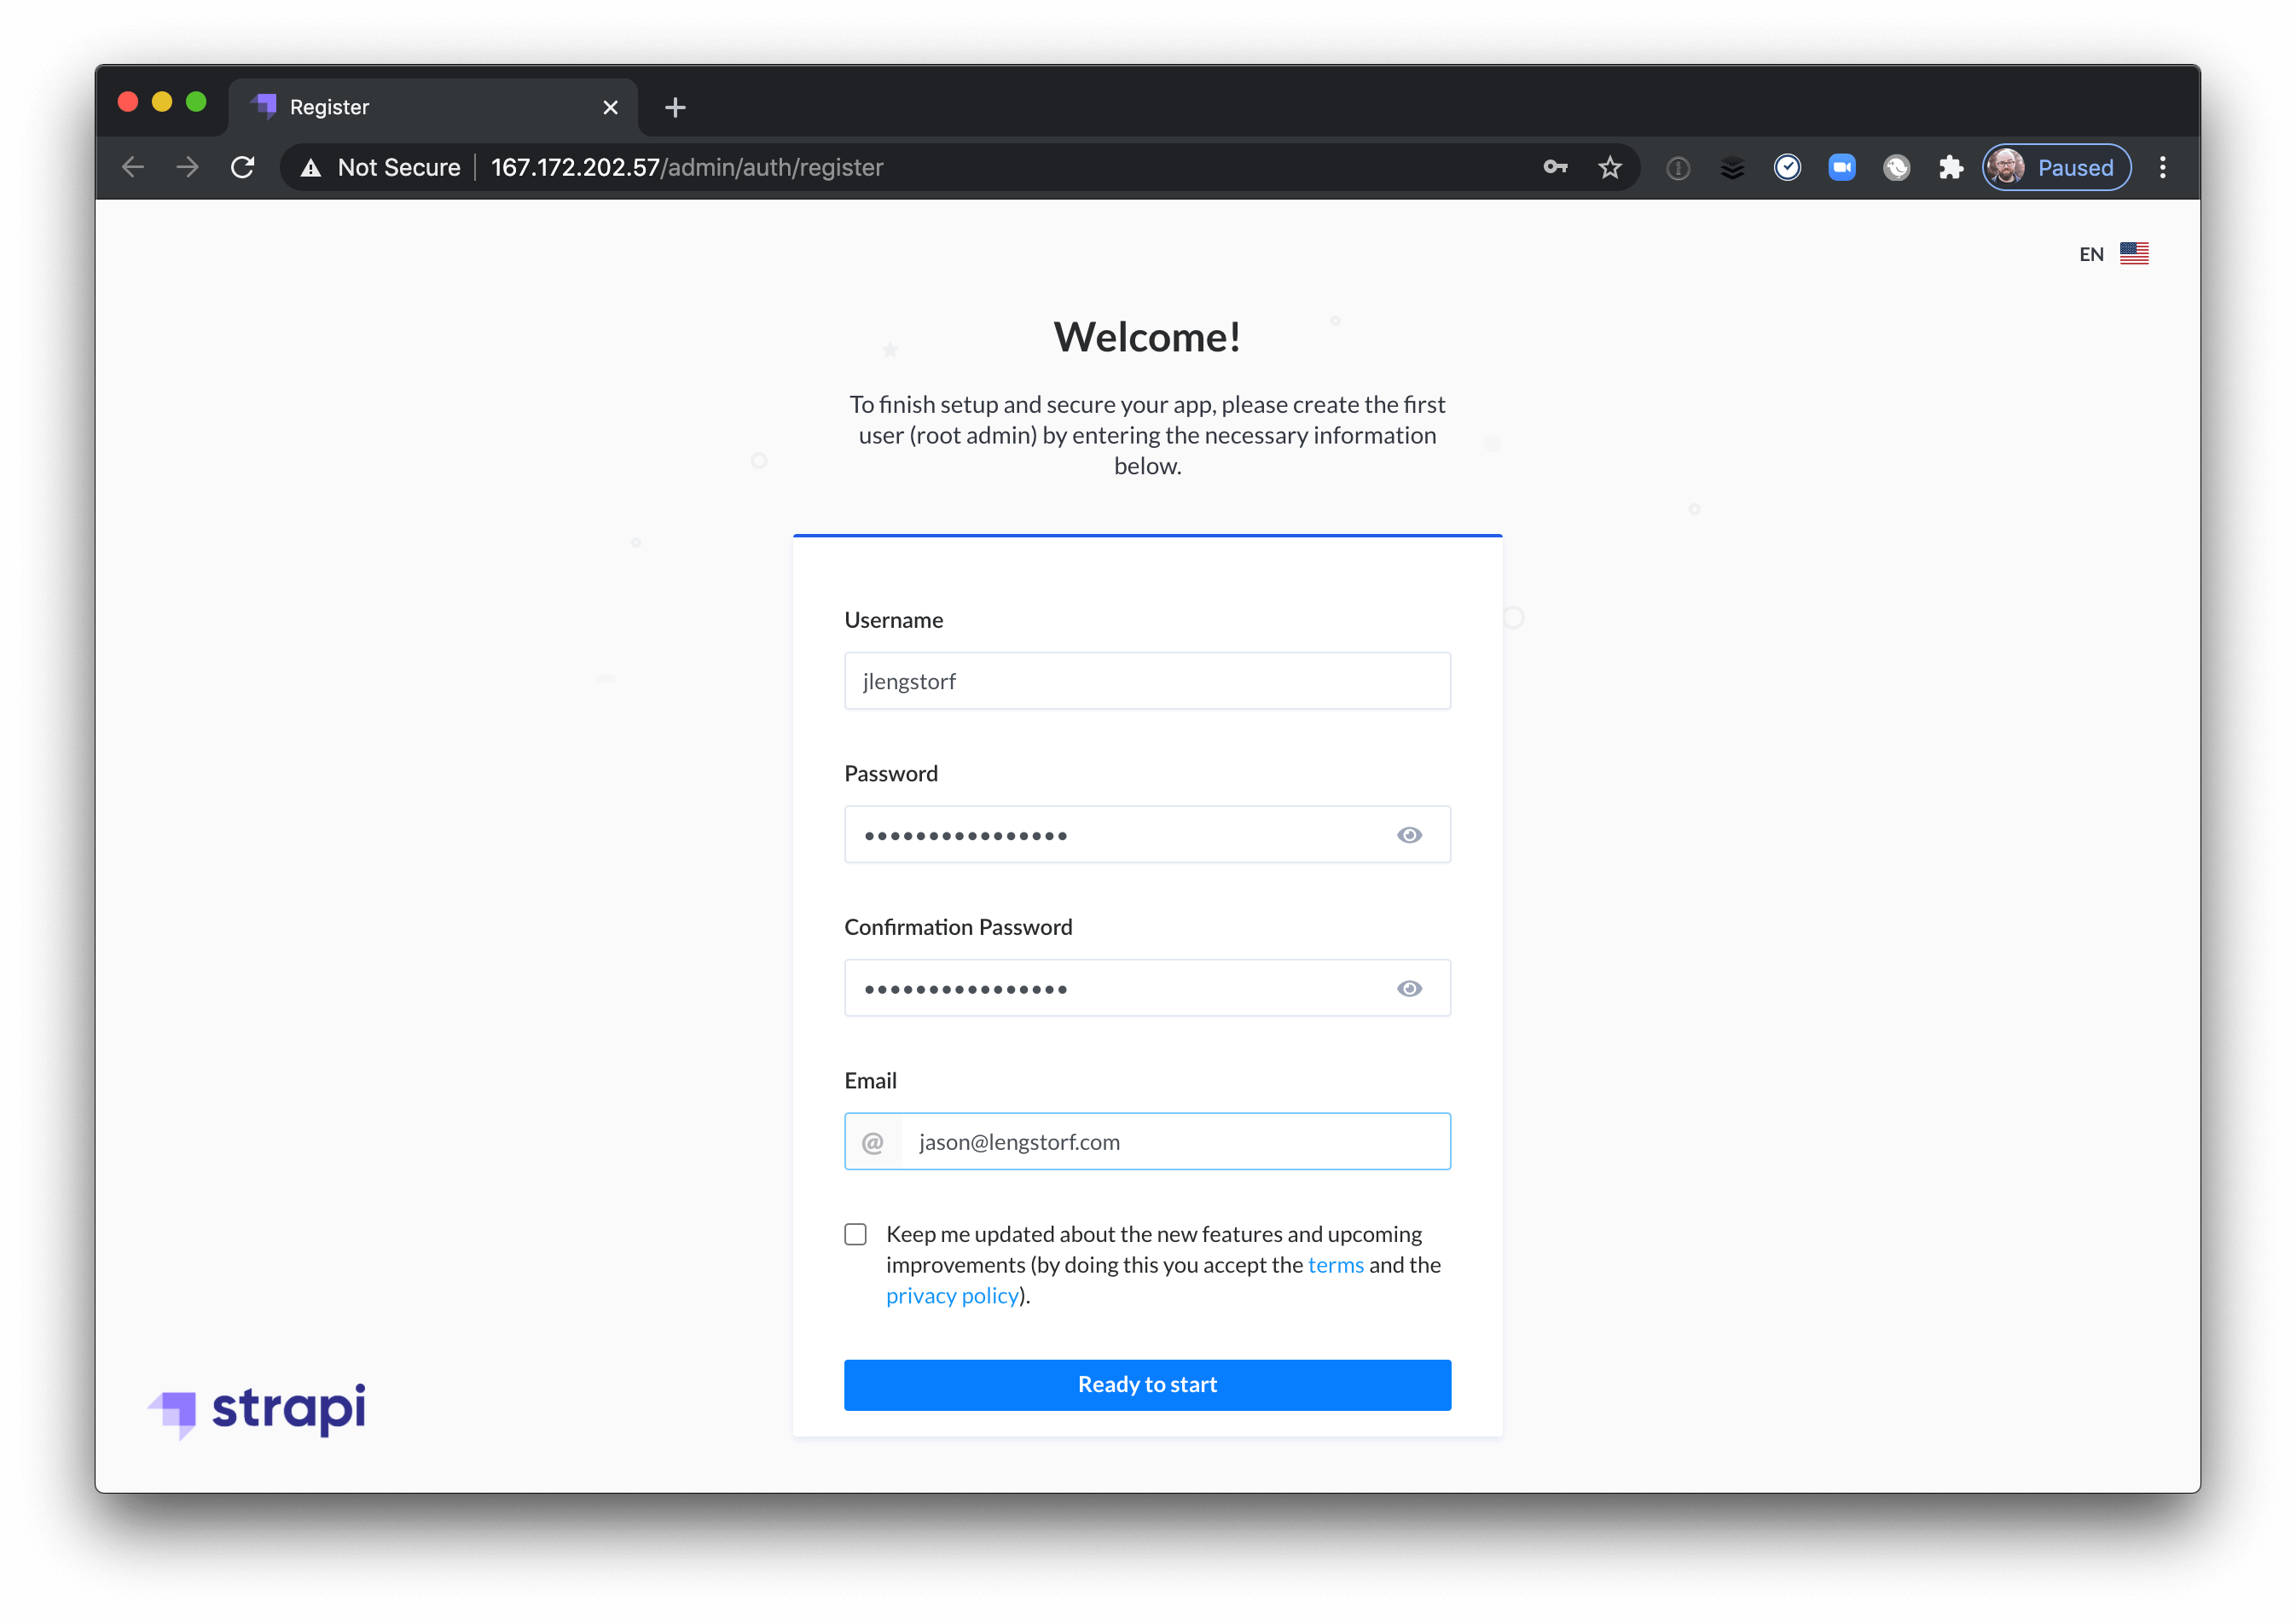 Register
Not Secure 167.172.202.57/admin/auth/register
Paused
EN
Welcome!
To finish setup and secure your app, please create the first
user (root admin) by entering the necessary information
below.
Username
jlengstorf
Password
••••••••••••••••
Confirmation Password
••••••••••••••••
Email
@ jason@lengstorf.com
Keep me updated about the new features and upcoming
improvements (by doing this you accept the terms and the
privacy policy).
Ready to start
strapi